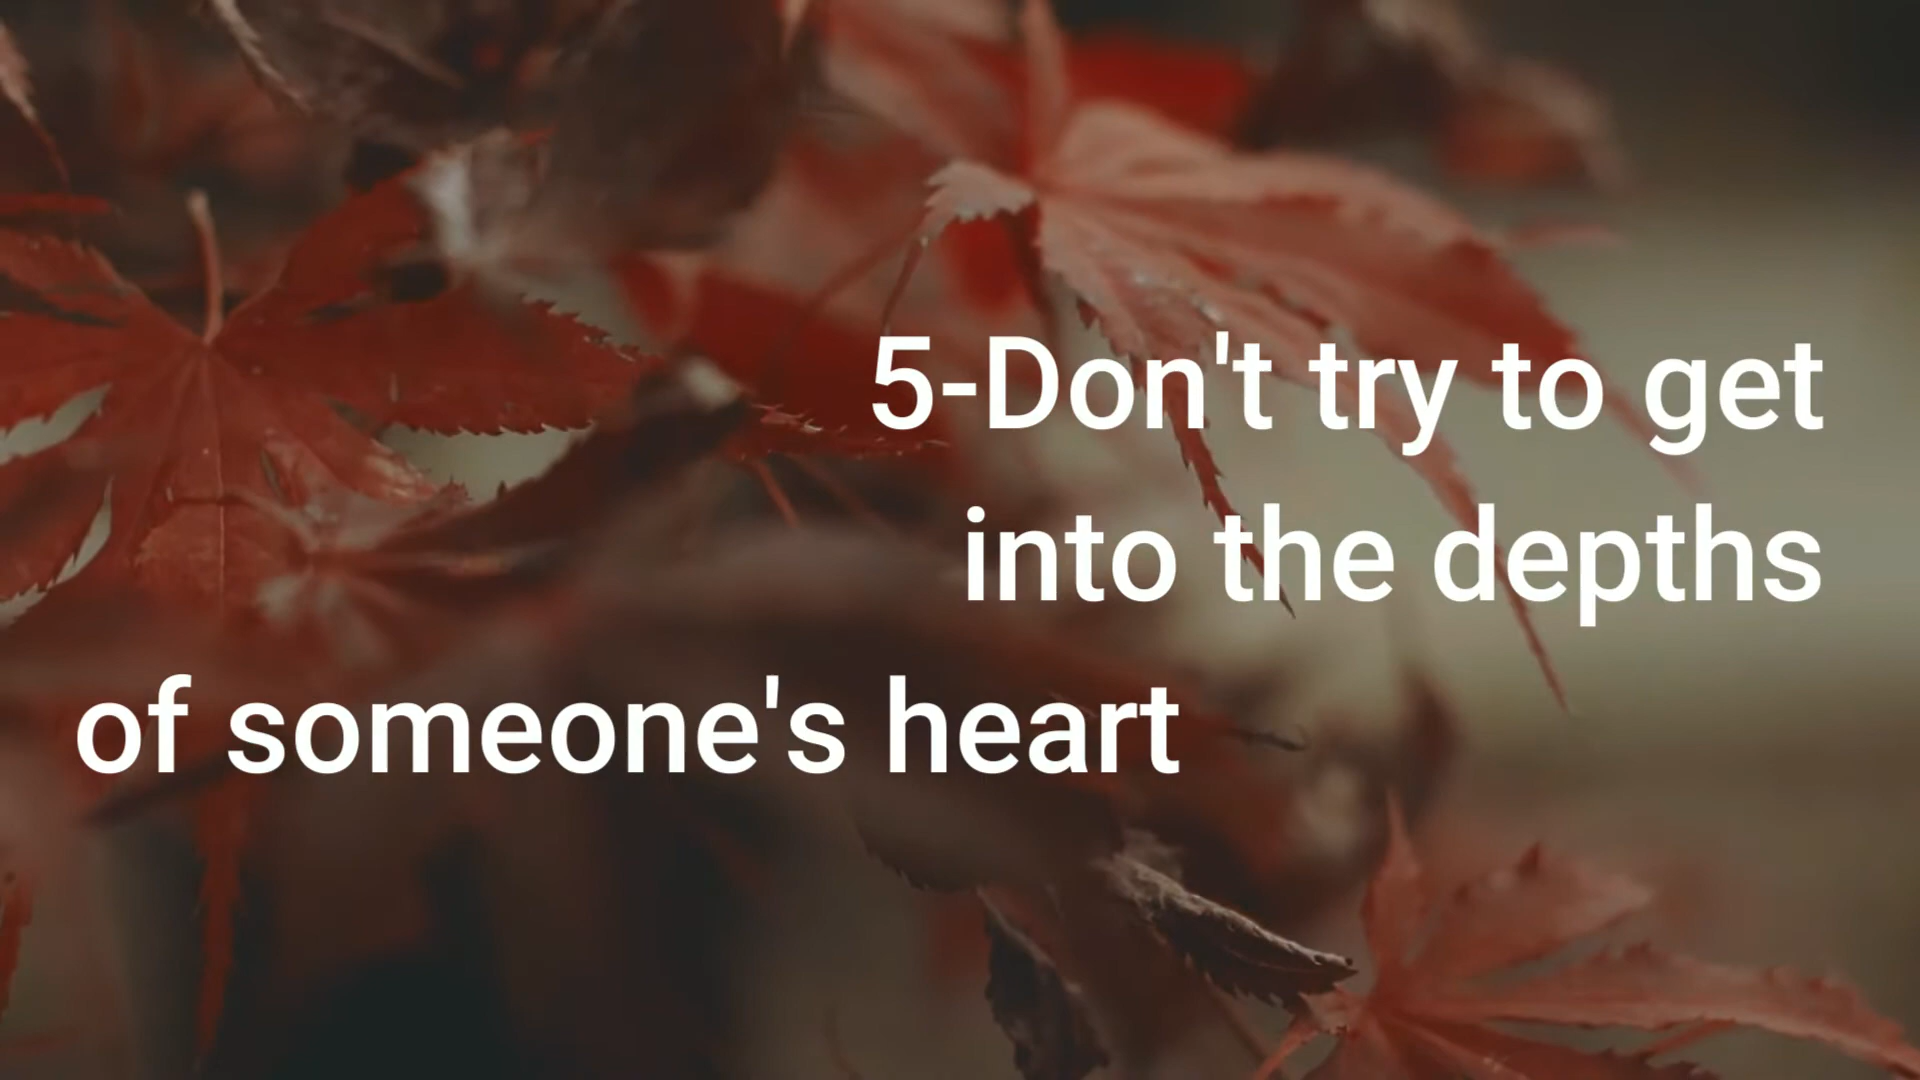 5-Don't try to get
into the depths
of someone's heart